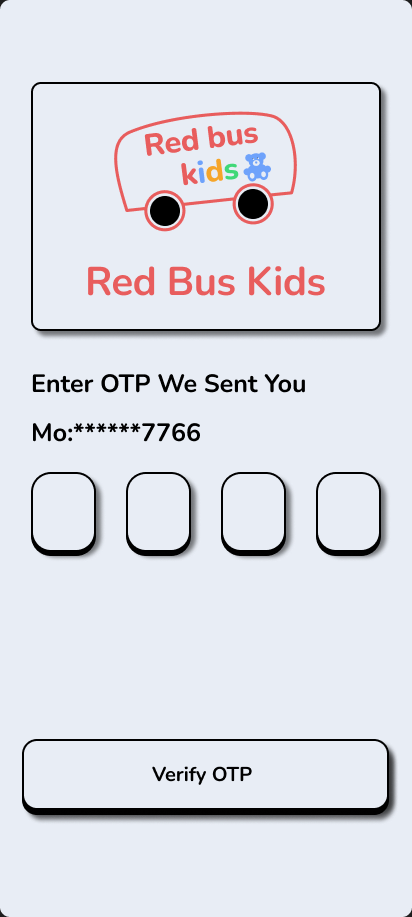 Red bus
kids
Red Bus Kids
Enter OTP We Sent You
Mo:******7766
Verify OTP